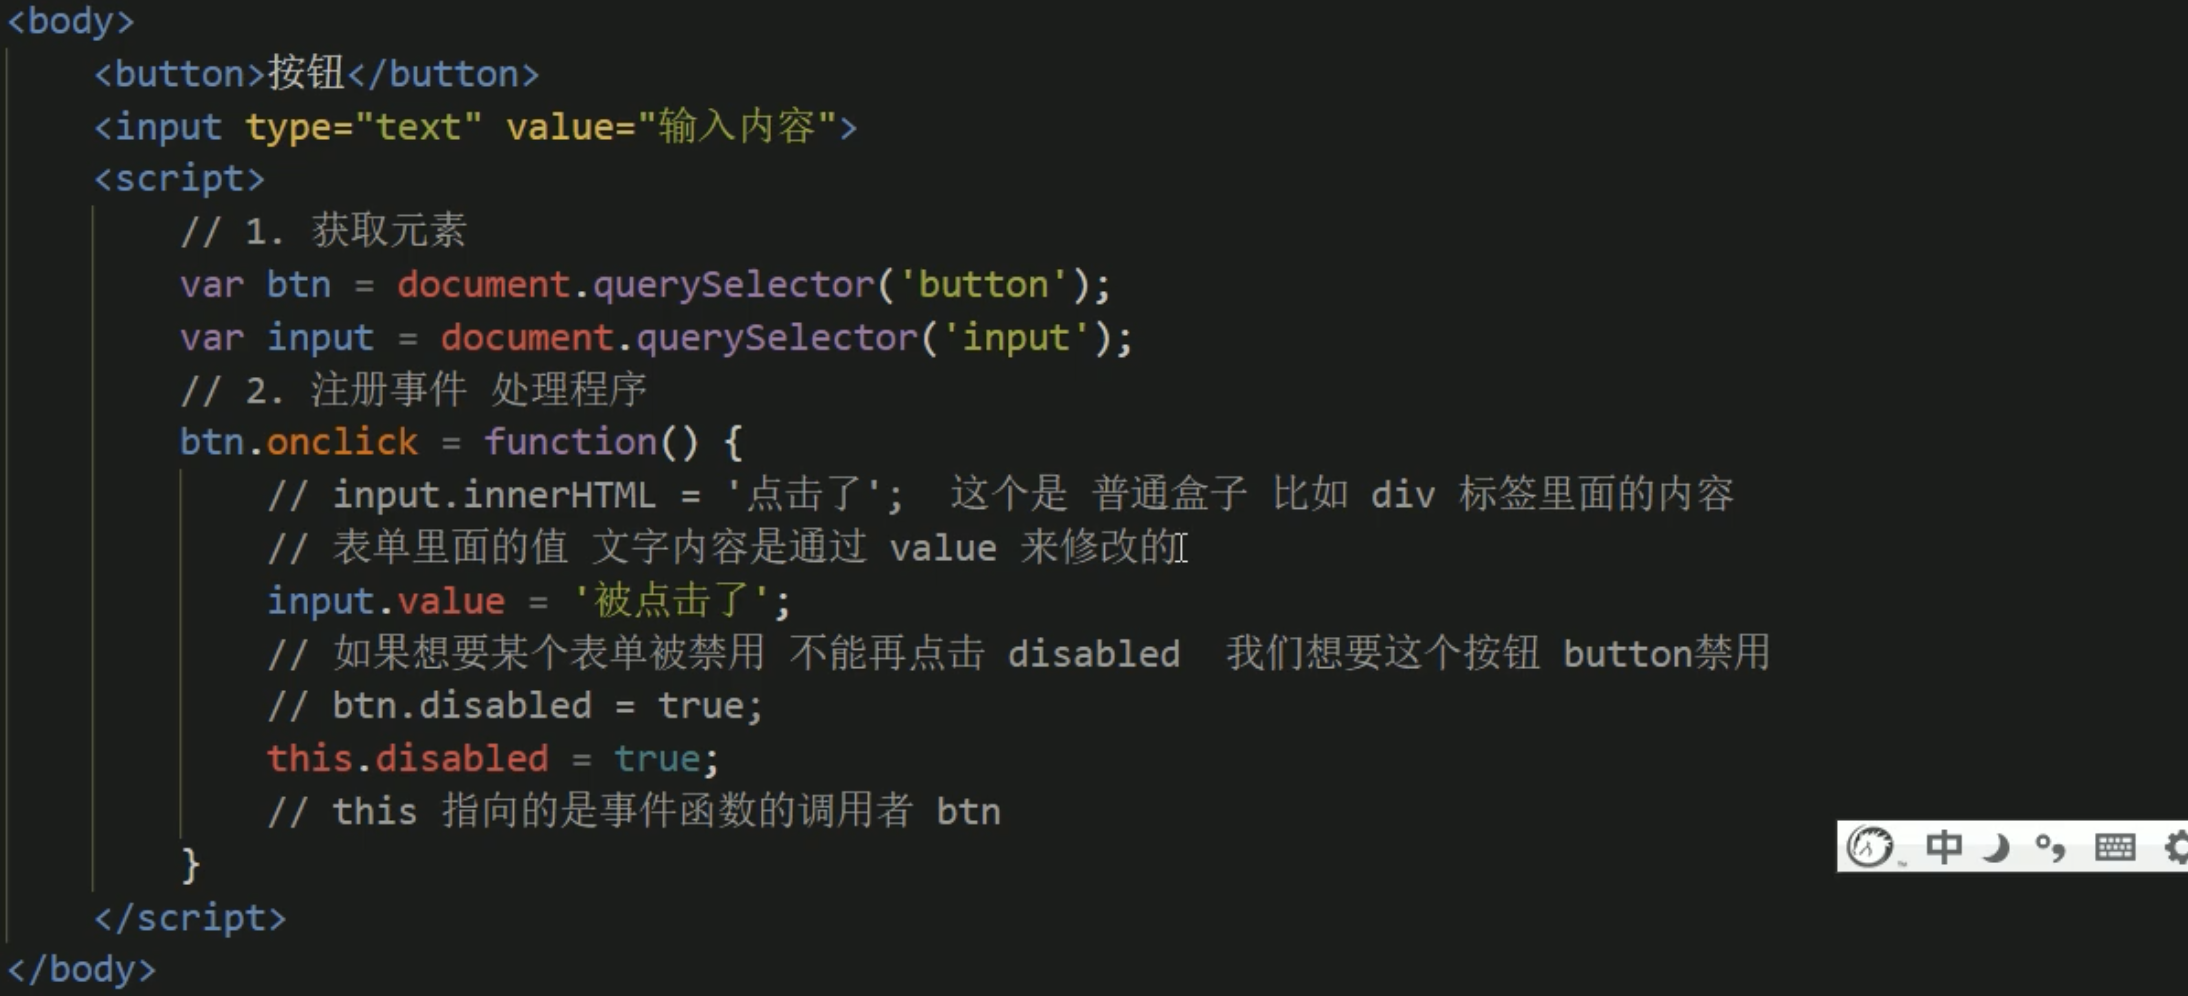 <body>
<button>按钮</button>
<input type="text" value="输入内容">
<script>
// 1. 获取元素
var btn = document.querySelector('button');
var input = document.querySelector('input');
// 2. 注册事件 处理程序
btn.onclick = function() {
// input.innerHTML = '点击了'; 这个是 普通盒子 比如 div 标签里面的内容
// 表单里面的值 文字内容是通过 value 来修改的
input.value = '被点击了';
// 如果想要某个表单被禁用 不能再点击 disabled 我们想要这个按钮 button禁用
// btn.disabled = true;
this.disabled = true;
// this 指向的是事件函数的调用者 btn
}
</script>
</body>
中